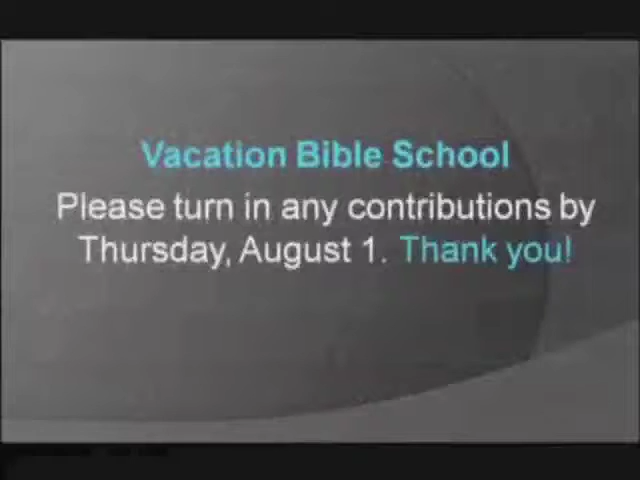 Vacation Bible School
Please turn in any contributions by
Thursday, August 1. Thank you!